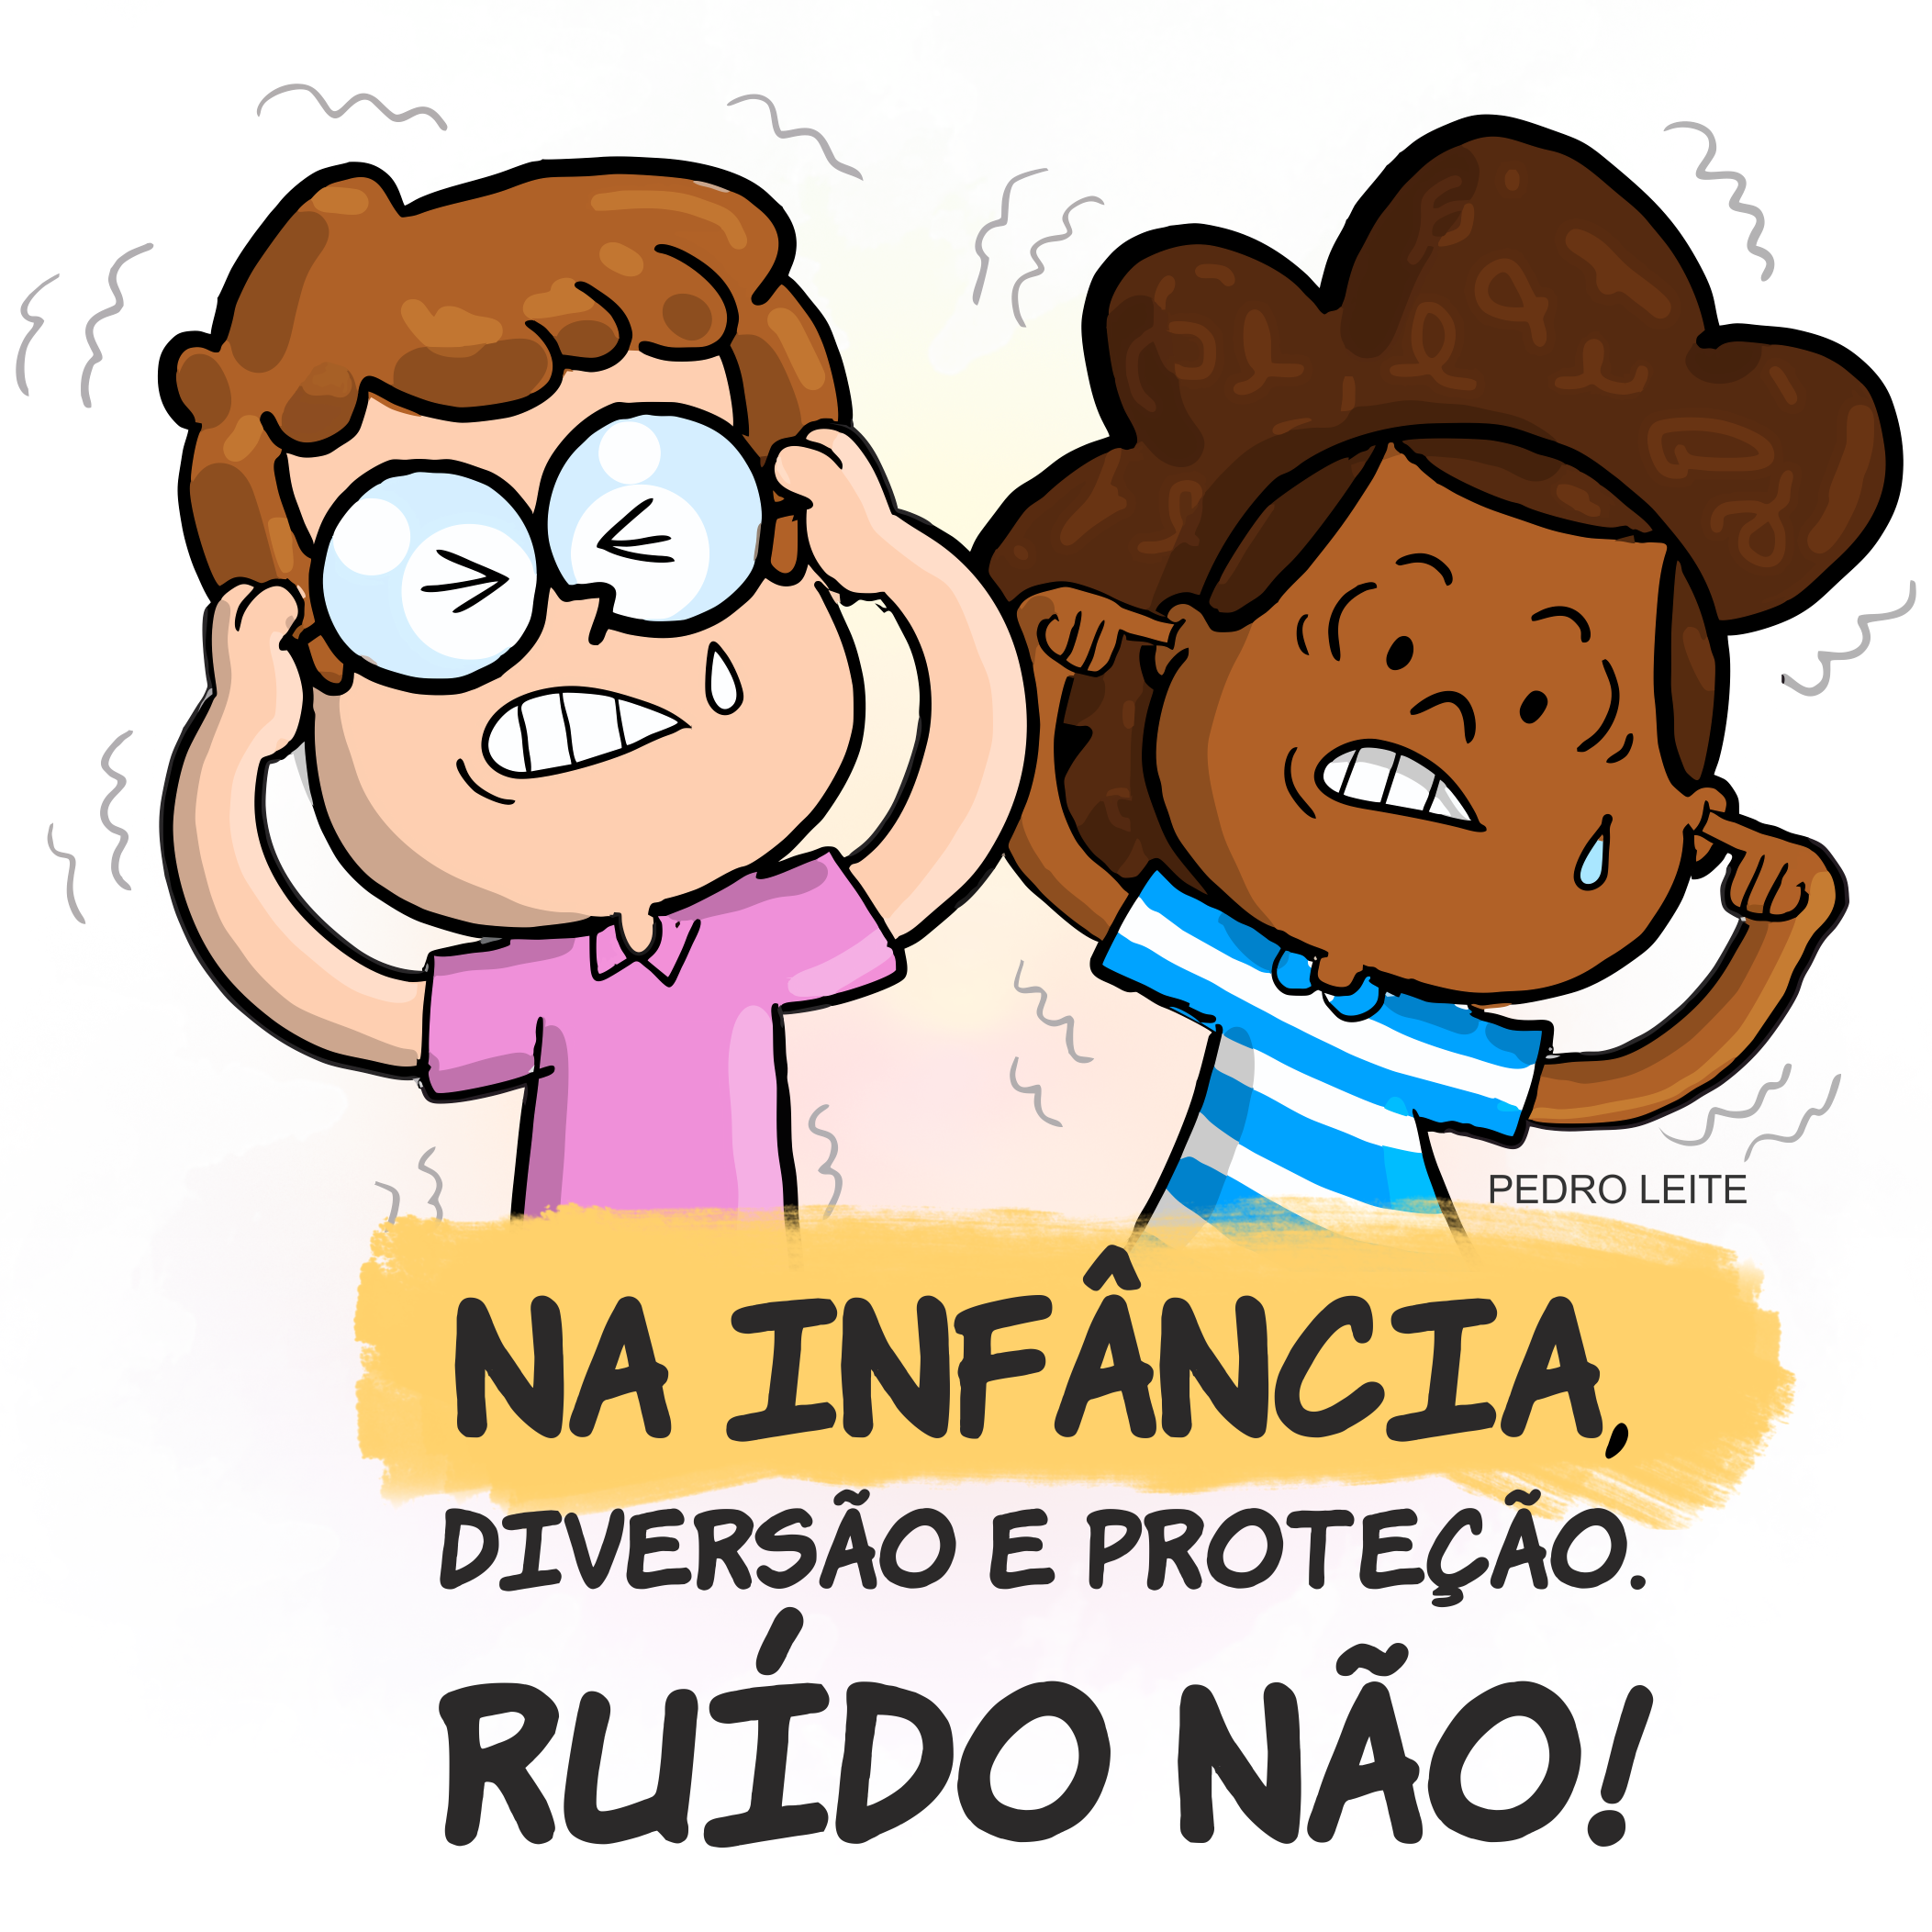 PEDRO LEITE
NA INFÂNCIA,
DIVERSÃO E PROTEÇÃO.
RUÍDO NÃO!